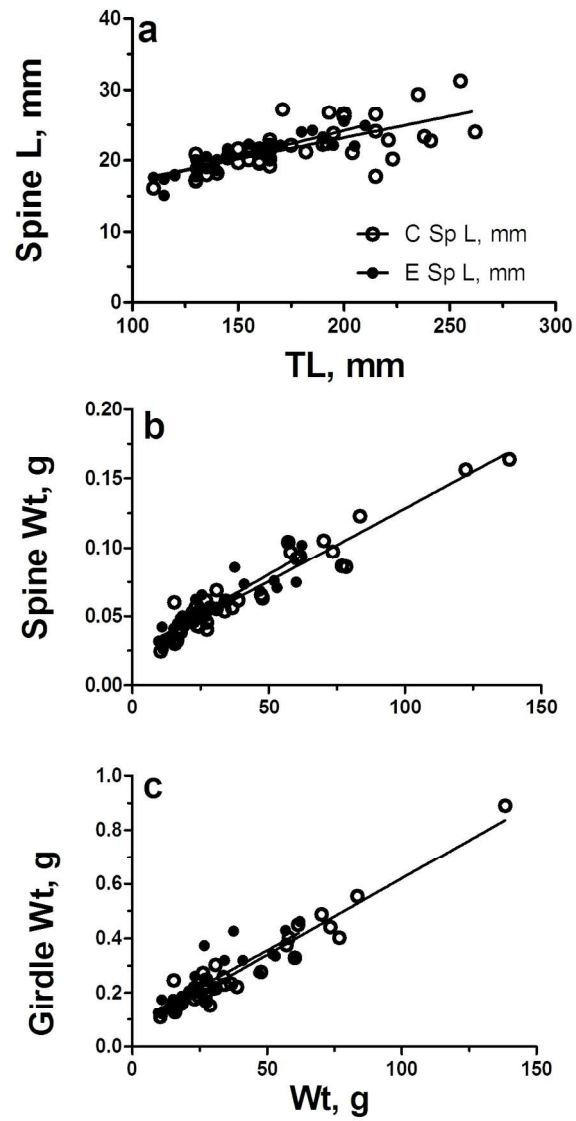 a
Spine L, mm
40
30
20
10
0
C Sp L, mm
E Sp L, mm
100 150 200 250 300
TL, mm
b
Spine Wt, g
0.20
0.15
0.10
0.05
0.00
50 100 150
c
Girdle Wt, g
1.0
0.8
0.6
0.4
0.2
0.0
0 50 100 150
Wt, g